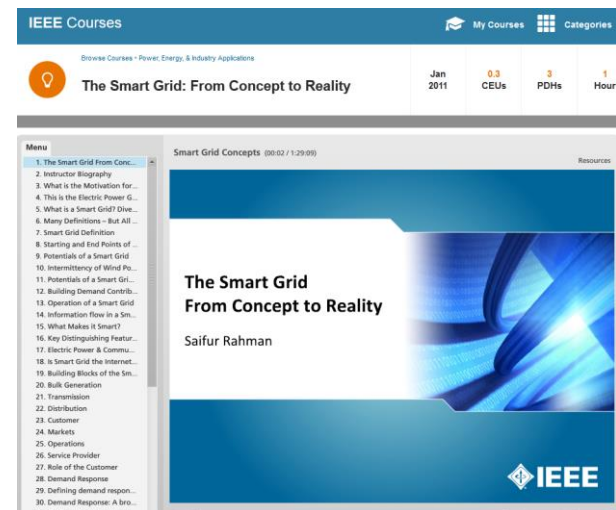 IEEE Courses
My Courses
Categories
Browse Courses • Power, Energy, & Industry Applications
The Smart Grid: From Concept to Reality
Jan
2011
0.3
CEUs
3
PDHs
1
Hour
Menu
Smart Grid Concepts (00:02 / 1:29:09)
Resources
1. The Smart Grid From Conc...
2. Instructor Biography
3. What is the Motivation for...
4. This is the Electric Power G...
5. What is a Smart Grid? Dive...
6. Many Definitions – But All ...
7. Smart Grid Definition
8. Starting and End Points of ...
9. Potentials of a Smart Grid
10. Intermittency of Wind Po...
11. Potentials of a Smart Gri...
12. Building Demand Contrib...
13. Operation of a Smart Grid
14. Information flow in a Sm...
15. What Makes it Smart?
16. Key Distinguishing Featur...
17. Electric Power & Commu...
18. Is Smart Grid the Internet...
19. Building Blocks of the Sm...
20. Bulk Generation
21. Transmission
22. Distribution
23. Customer
24. Markets
25. Operations
26. Service Provider
27. Role of the Customer
28. Demand Response
29. Defining demand respon...
30. Demand Response: A bro...
The Smart Grid
From Concept to Reality
Saifur Rahman
IEEE